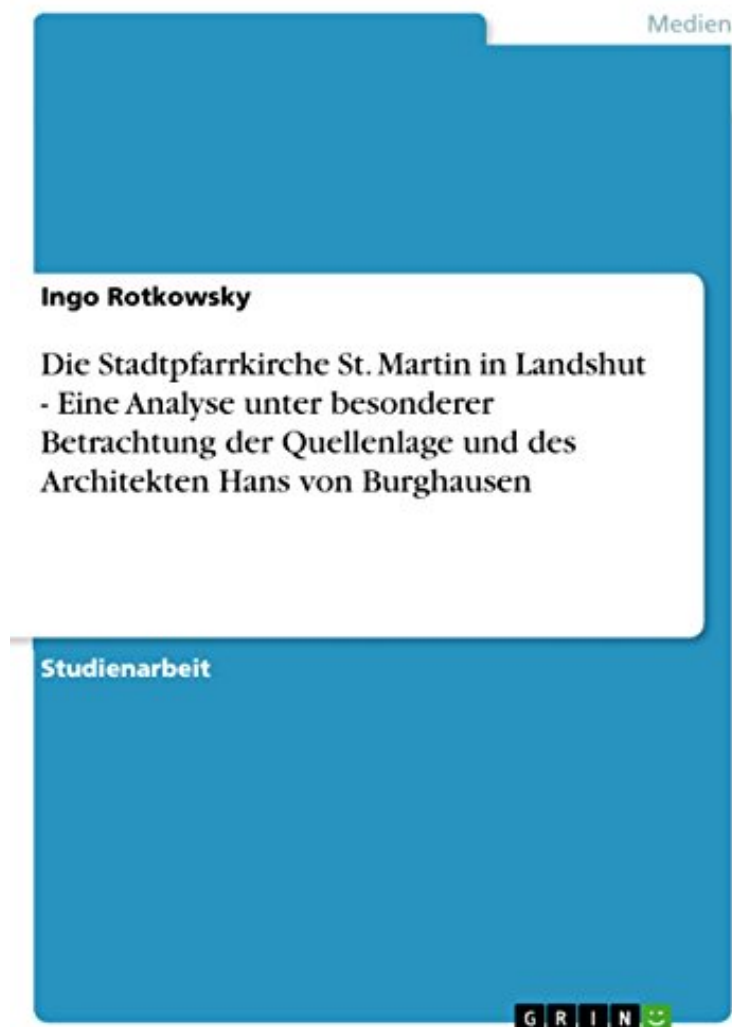 Medien
Ingo Rotkowsky
Die Stadtpfarrkirche St. Martin in Landshut
- Eine Analyse unter besonderer
Betrachtung der Quellenlage und des
Architekten Hans von Burghausen
Studienarbeit
GRIN